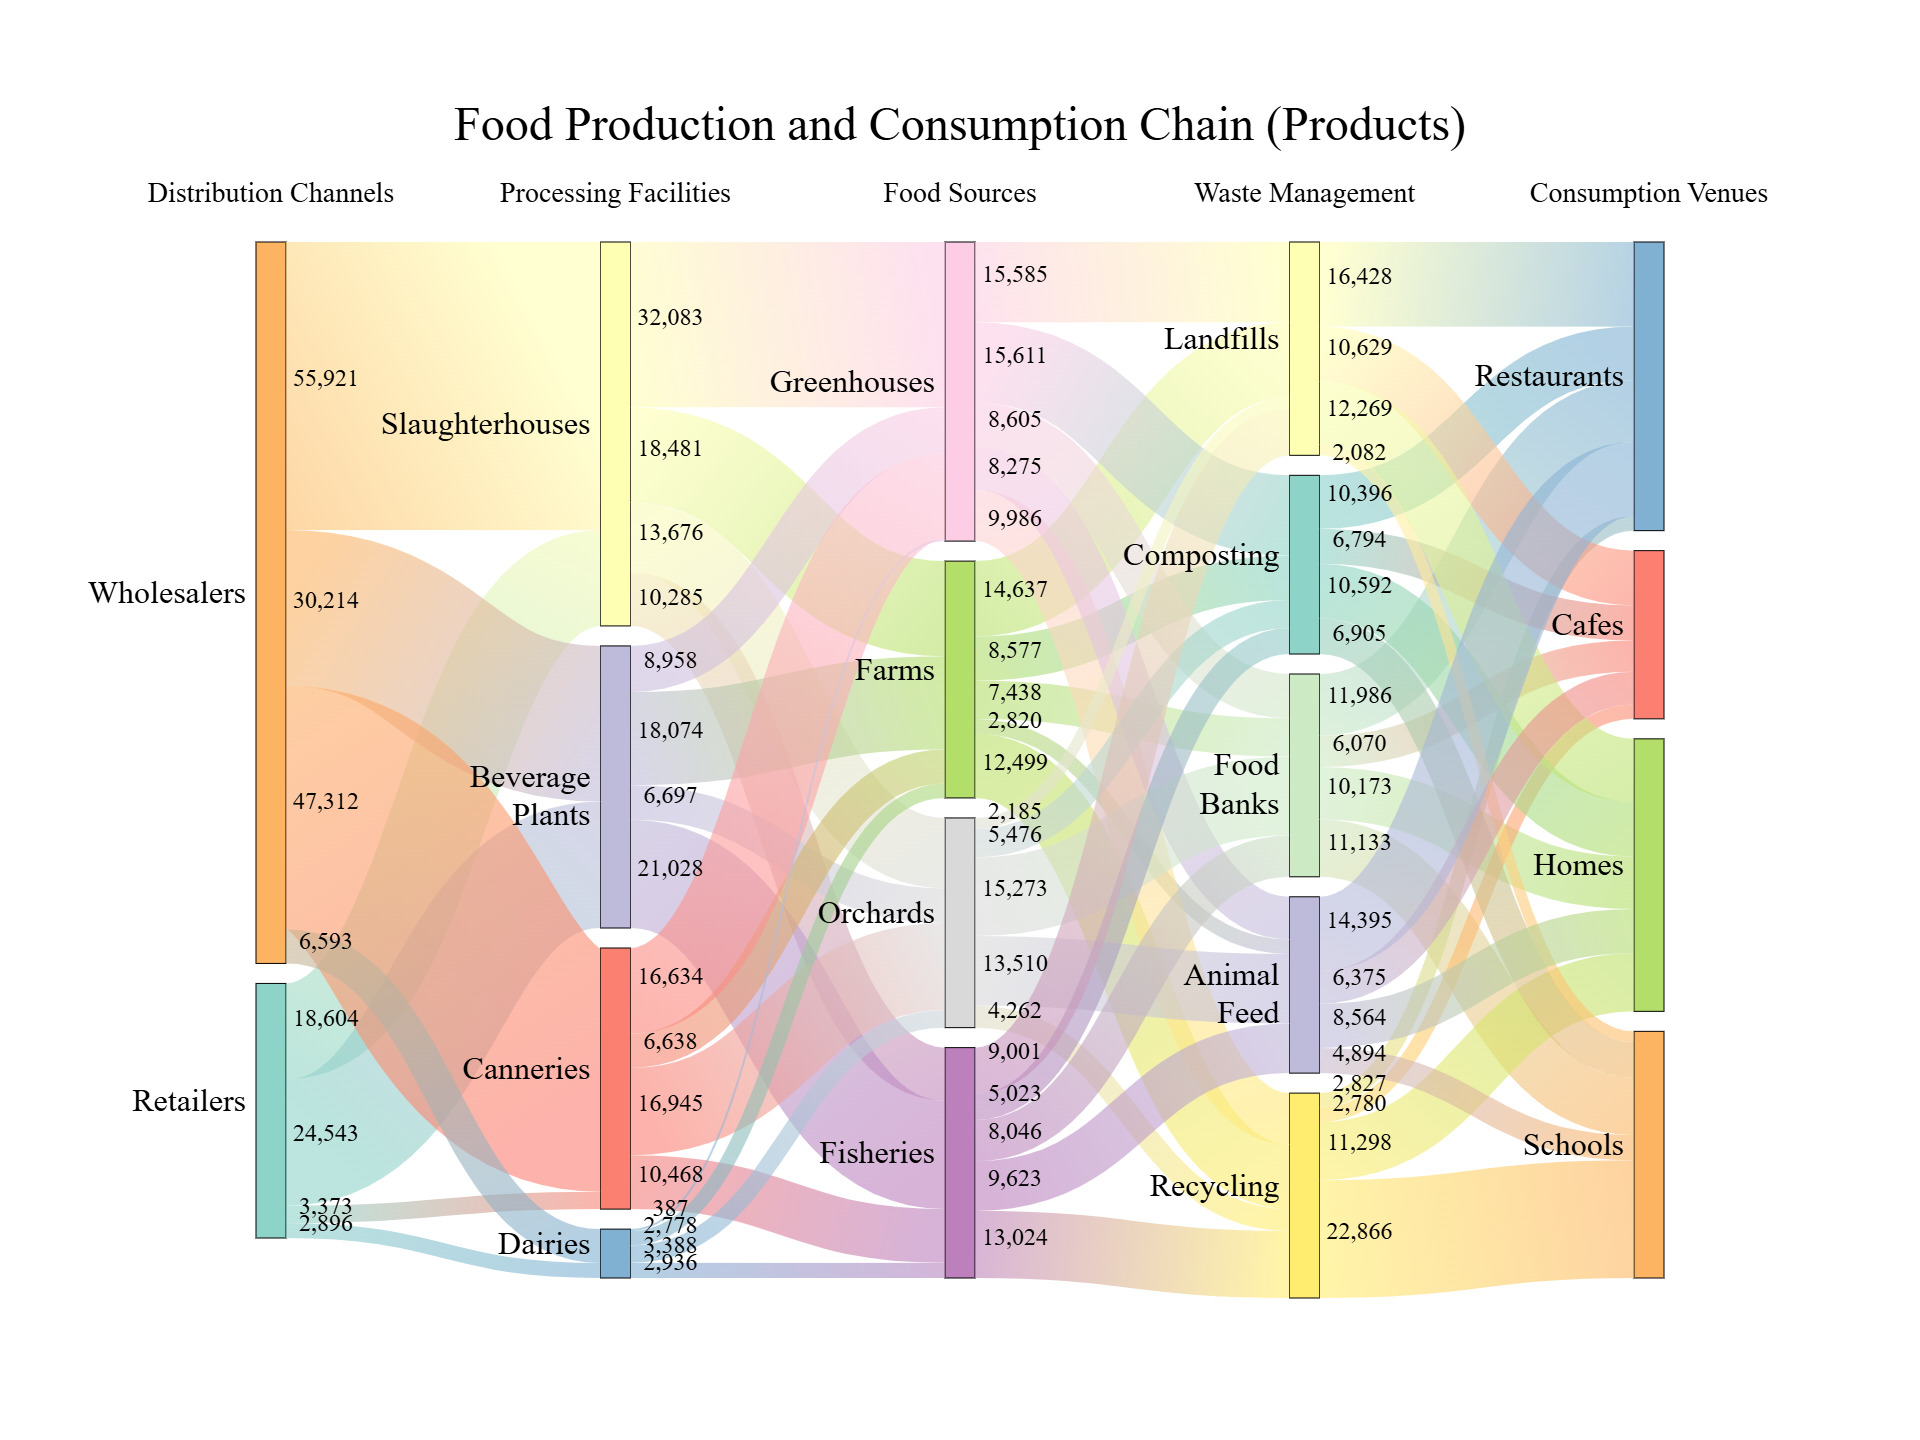 Food Production and Consumption Chain (Products)
Distribution Channels
Processing Facilities
Food Sources
Waste Management
Consumption Venues
Wholesalers
55,921
30,214
47,312
6,593
Retailers
18,604
24,543
3,373
2,896
Slaughterhouses
32,083
18,481
13,676
10,285
Beverage
Plants
8,958
18,074
6,697
21,028
Canneries
16,634
6,638
16,945
10,468
Dairies
387
2,778
3,388
2,936
Greenhouses
15,585
15,611
8,605
8,275
9,986
Farms
14,637
8,577
7,438
2,820
12,499
Orchards
2,185
5,476
15,273
13,510
4,262
Fisheries
9,001
5,023
8,046
9,623
13,024
Landfills
16,428
10,629
12,269
2,082
Composting
10,396
6,794
10,592
6,905
Food
Banks
11,986
6,070
10,173
11,133
Animal
Feed
14,395
6,375
8,564
4,894
Recycling
2,827
2,780
11,298
22,866
Restaurants
Cafes
Homes
Schools